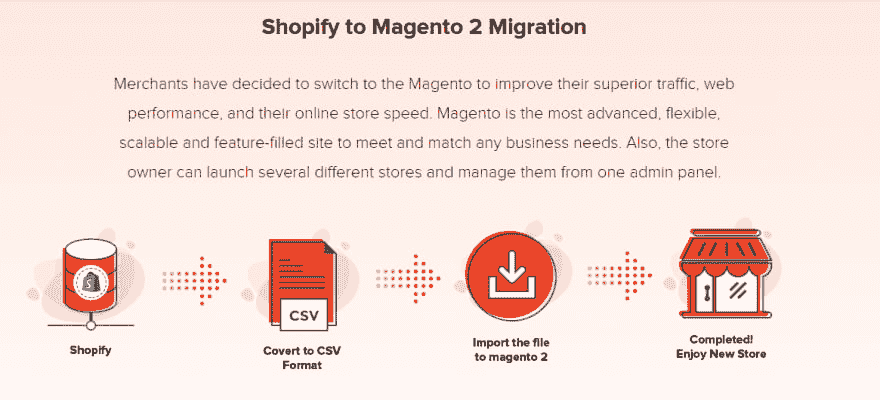 Shopify to Magento 2 Migration
Merchants have decided to switch to the Magento to improve their superior traffic, web
performance, and their online store speed. Magento is the most advanced, flexible,
scalable and feature-filled site to meet and match any business needs. Also, the store
owner can launch several different stores and manage them from one admin panel.
CSV
Shopify
Covert to CSV
Format
Import the file
to magento 2
Completed!
Enjoy New Store